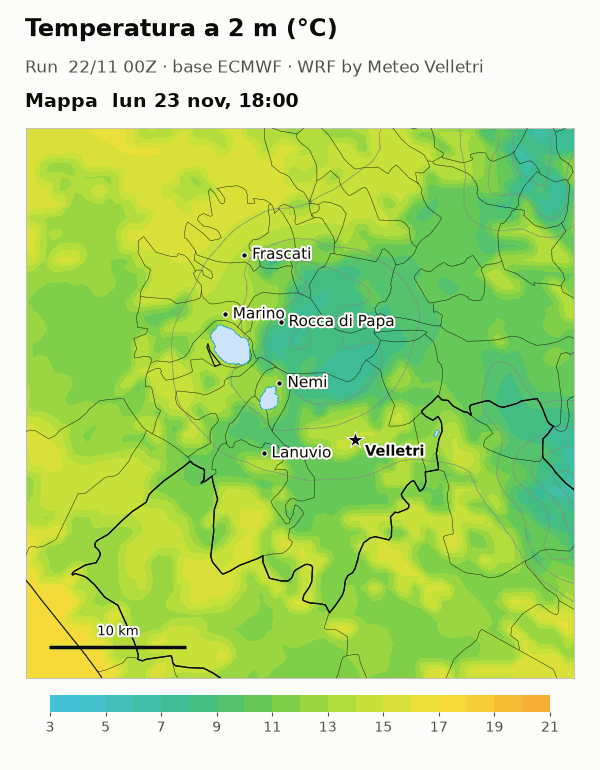 Temperatura a 2 m (°C)
Run  22/11 00Z · base ECMWF · WRF by Meteo Velletri
Mappa  lun 23 nov, 18:00
Frascati
Marino
Rocca di Papa
Nemi
Velletri
Lanuvio
10 km
3 5 7 9 11 13 15 17 19 21